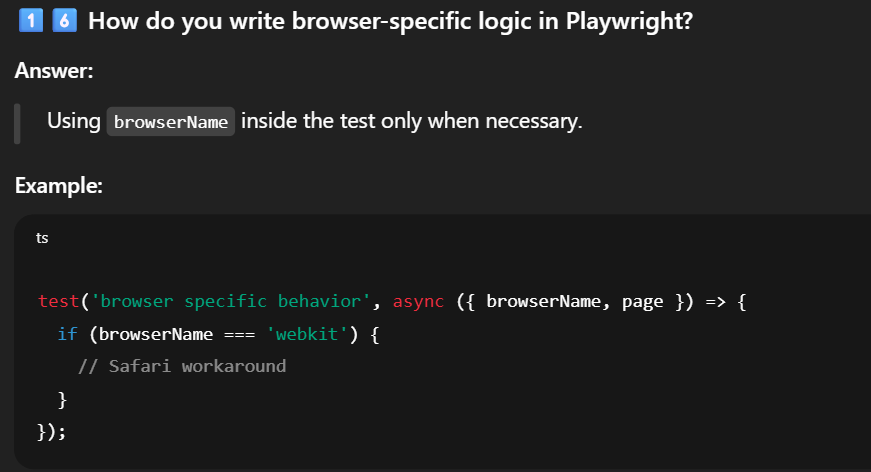 1️⃣ 6️⃣ How do you write browser-specific logic in Playwright?
Answer:
Using browserName inside the test only when necessary.
Example:
ts
test('browser specific behavior', async ({ browserName, page }) => {
  if (browserName === 'webkit') {
    // Safari workaround
  }
});